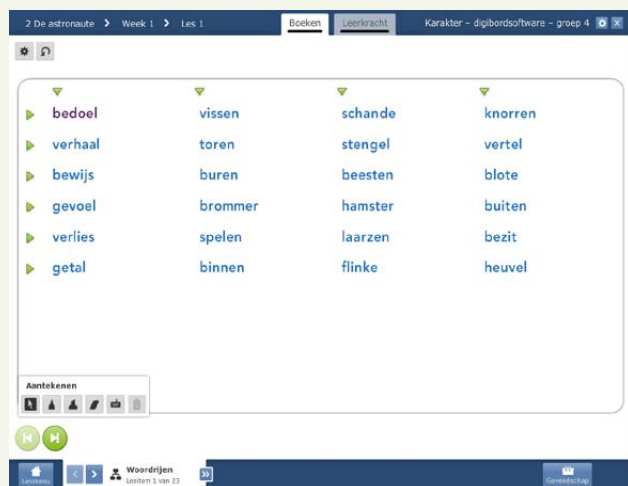 2 De astronaute > Week 1 > Les 1 Boeken Leerkracht Karakter – digibordsoftware – groep 4
bedoel vissen schande knorren
verhaal toren stengel vertel
bewijs buren beesten blote
gevoel brommer hamster buiten
verlies spelen laarzen bezit
getal binnen flinke heuvel
Aantekenen
Lesmenu
Woordrijen
Lesitem 1 van 23
Gereedschap